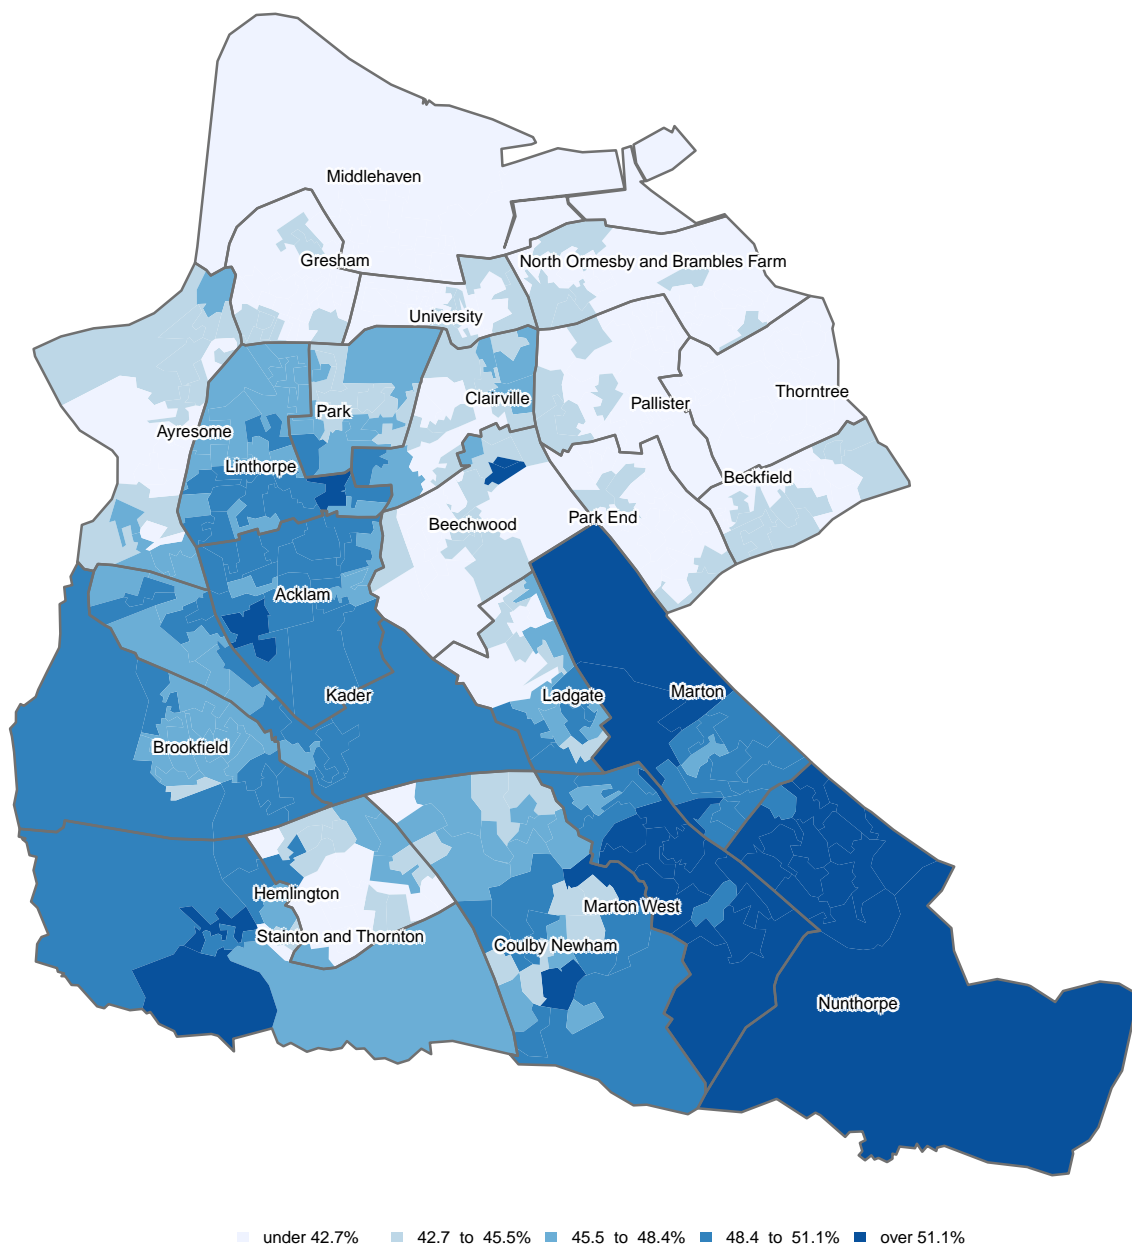 Middlehaven
Gresham
North Ormesby and Brambles Farm
University
Thorntree
Clairville
Pallister
Park
Ayresome
Linthorpe
Beckfield
Park End
Beechwood
Acklam
Marton
Kader
Ladgate
Brookfield
Hemlington
Marton West
Stainton and Thornton
Coulby Newham
Nunthorpe
under 42.7% 42.7 to 45.5% 45.5 to 48.4% 48.4 to 51.1% over 51.1%